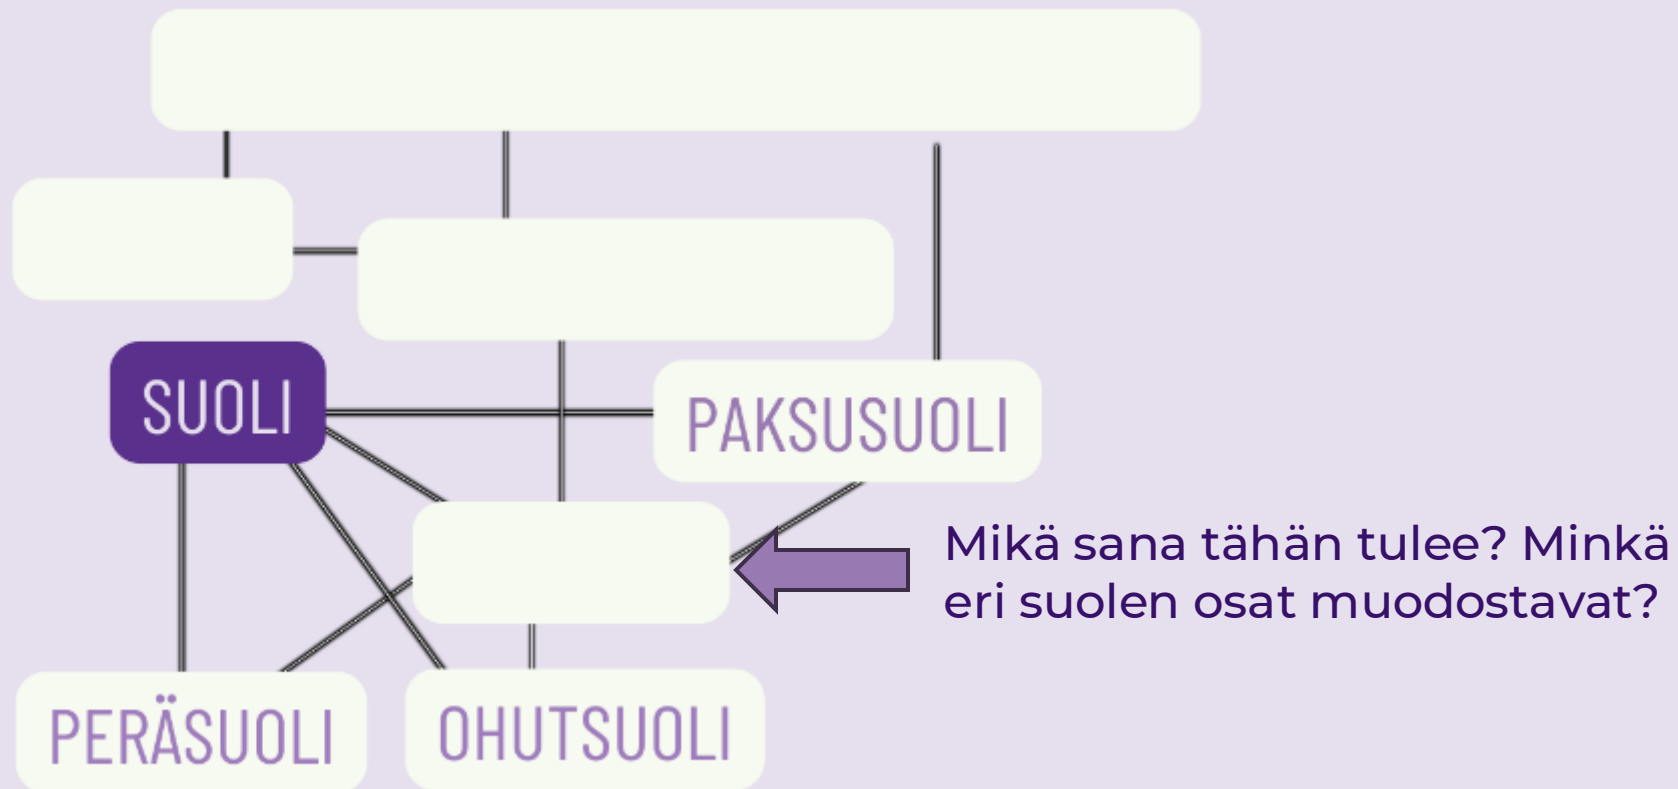 SUOLI
PAKSUSUOLI
Mikä sana tähän tulee? Minkä
eri suolen osat muodostavat?
PERÄSUOLI
OHUTSUOLI